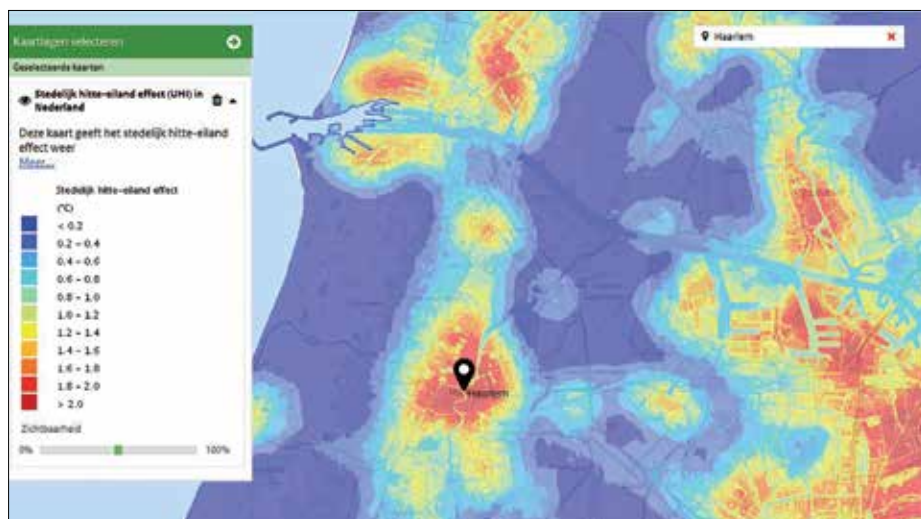 Kaartlagen selecteren
Geselecteerde kaarten
Stedelijk hitte-eiland effect (UHI) in
Nederland
Deze kaart geeft het stedelijk hitte-eiland
effect weer
Meer...
Stedelijk hitte-eiland effect
(°C)
< 0.2
0.2 - 0.4
0.4 - 0.6
0.6 - 0.8
0.8 - 1.0
1.0 - 1.2
1.2 - 1.4
1.4 - 1.6
1.6 - 1.8
1.8 - 2.0
> 2.0
Zichtbaarheid
0%
100%
Haarlem
Haarlem